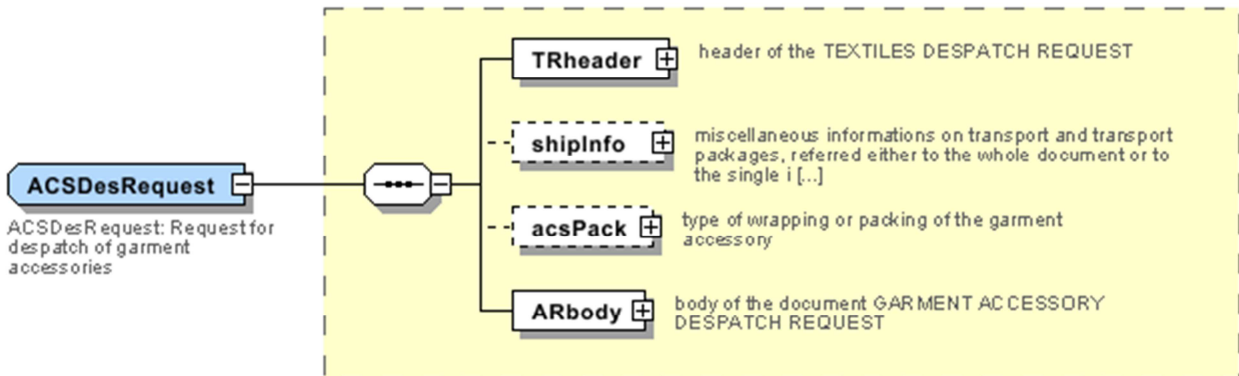 TRheader
header of the TEXTILES DESPATCH REQUEST
shipInfo
miscellaneous informations on transport and transport
packages, referred either to the whole document or to
the single i [...]
ACSDesRequest
ACSDesRequest: Request for
despatch of garment
accessories
acsPack
type of wrapping or packing of the garment
accessory
ARbody
body of the document GARMENT ACCESSORY
DESPATCH REQUEST